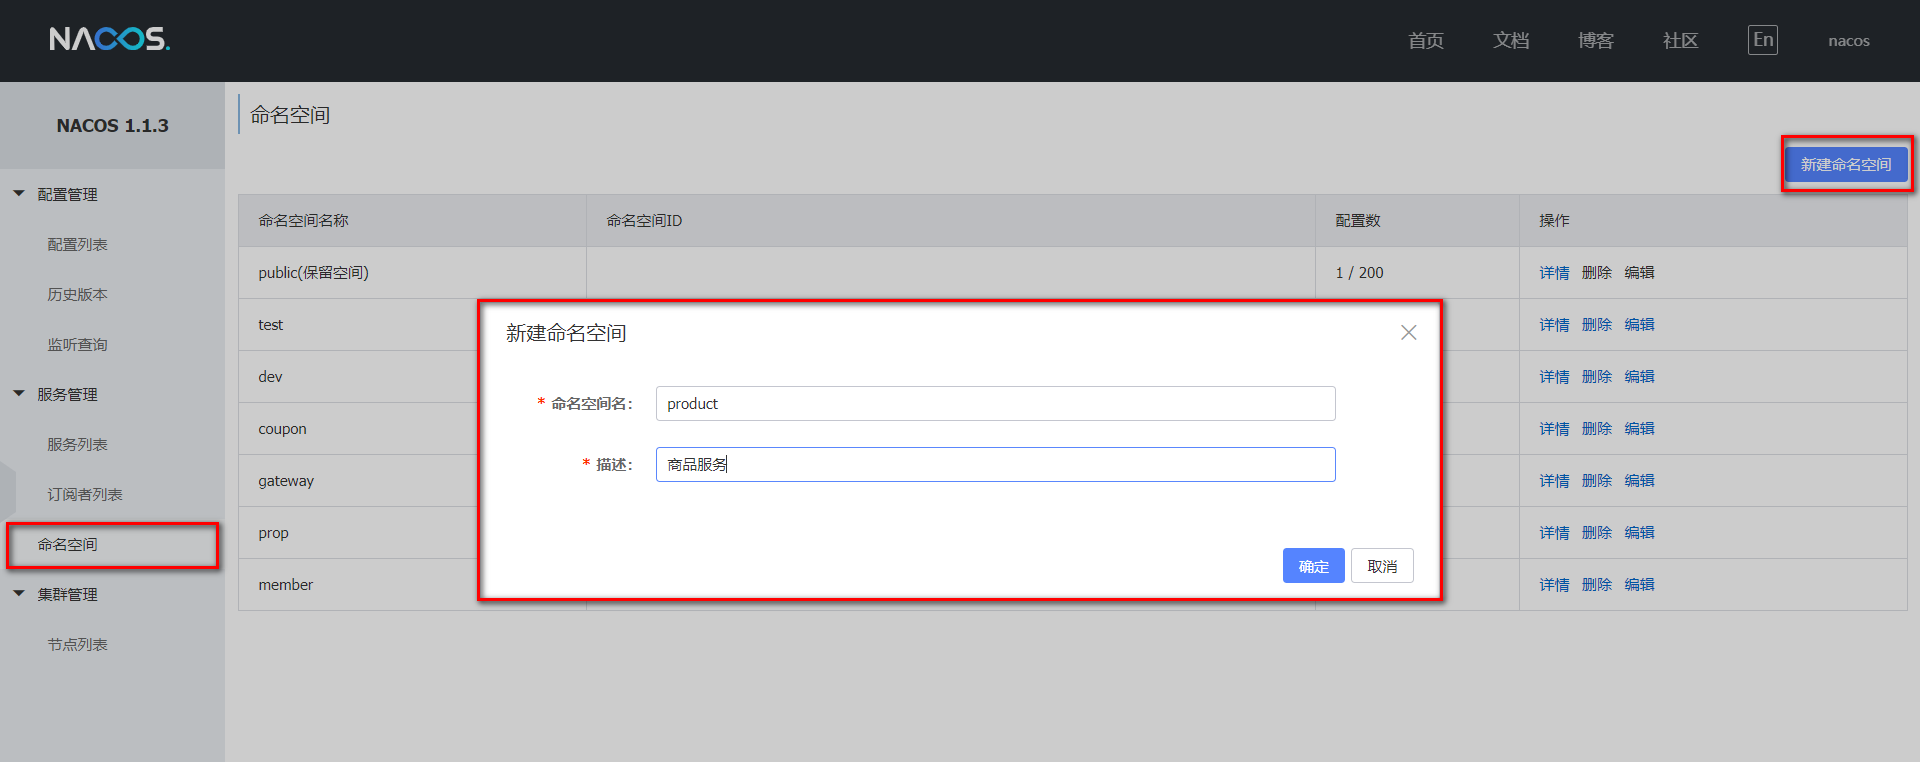 NACOS.
首页 文档 博客 社区 En nacos
NACOS 1.1.3
配置管理
配置列表
历史版本
监听查询
服务管理
服务列表
订阅者列表
命名空间
集群管理
节点列表
命名空间
新建命名空间
命名空间名称 命名空间ID 配置数 操作
public(保留空间) 1 / 200 详情 删除 编辑
test 详情 删除 编辑
dev 详情 删除 编辑
coupon 详情 删除 编辑
gateway 详情 删除 编辑
prop 详情 删除 编辑
member 详情 删除 编辑
新建命名空间
* 命名空间名： product
* 描述： 商品服务
确定 取消